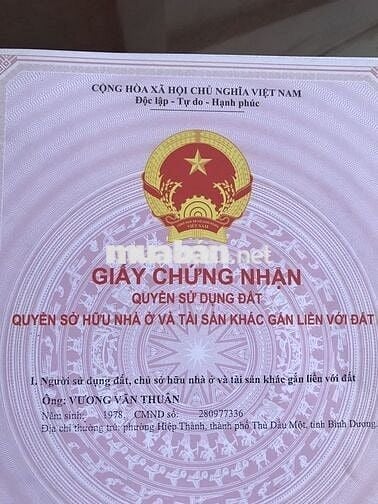 CỘNG HÒA XÃ HỘI CHỦ NGHĨA VIỆT NAM
Độc lập - Tự do - Hạnh phúc
VIỆT NAM
muaban.net
GIẤY CHỨNG NHẬN
QUYỀN SỬ DỤNG ĐẤT
QUYỀN SỞ HỮU NHÀ Ở VÀ TÀI SẢN KHÁC GẮN LIỀN VỚI ĐẤT
I. Người sử dụng đất, chủ sở hữu nhà ở và tài sản khác gắn liền với đất
Ông: VƯƠNG VĂN THUẬN
Năm sinh: 1978, CMND số: 280977336
Địa chỉ thường trú: phường Hiệp Thành, thành phố Thủ Dầu Một, tỉnh Bình Dương.